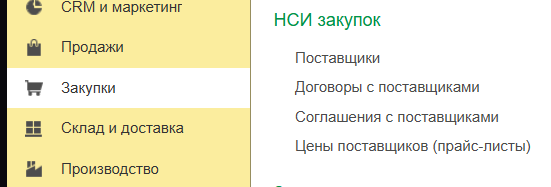 CRM и маркетинг
Продажи
Закупки
Склад и доставка
Производство
НСИ закупок
Поставщики
Договоры с поставщиками
Соглашения с поставщиками
Цены поставщиков (прайс-листы)